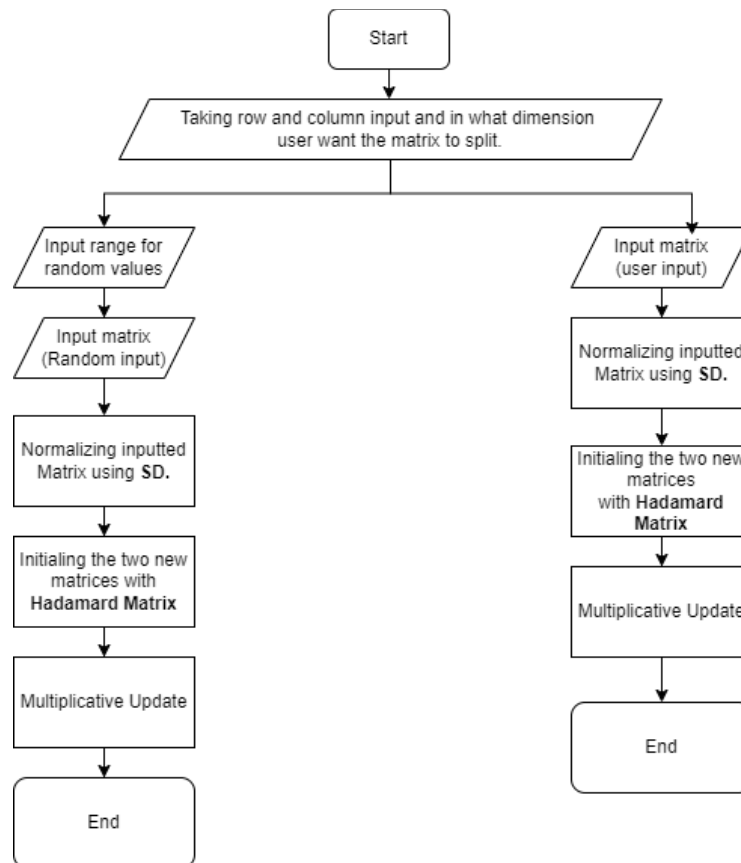 Start
Taking row and column input and in what dimension
user want the matrix to split.
Input range for
random values
Input matrix
(Random input)
Normalizing inputted
Matrix using SD.
Initialing the two new
matrices with
Hadamard Matrix
Multiplicative Update
End
Input matrix
(user input)
Normalizing inputted
Matrix using SD.
Initialing the two new
matrices
with Hadamard
Matrix
Multiplicative Update
End